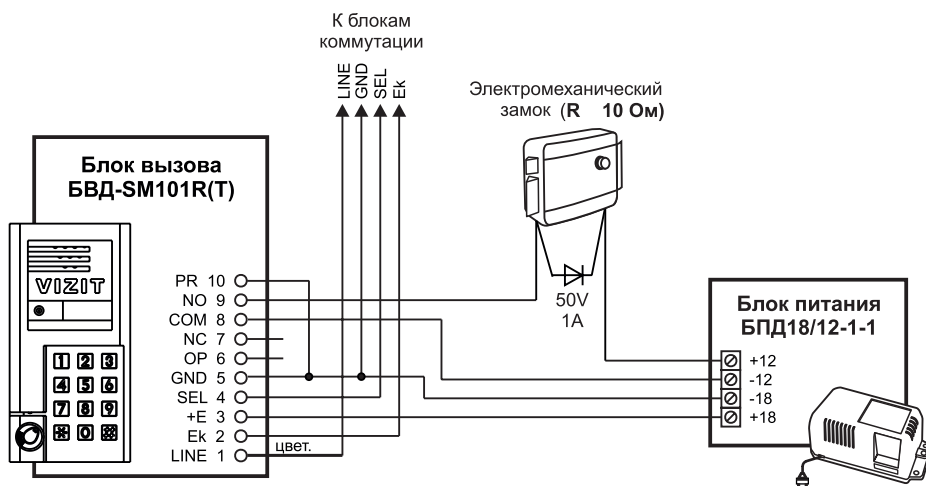 К блокам
коммутации
LINE
GND
SEL
Ek
Электромеханический
замок (R 10 Ом)
Блок вызова
БВД-SM101R(T)
VIZIT
1 2 3
4 5 6
7 8 9
* 0
PR 10
NO 9
COM 8
NC 7
OP 6
GND 5
SEL 4
+E 3
Ek 2
LINE 1
цвет.
50V
1A
Блок питания
БПД18/12-1-1
+12
-12
-18
+18